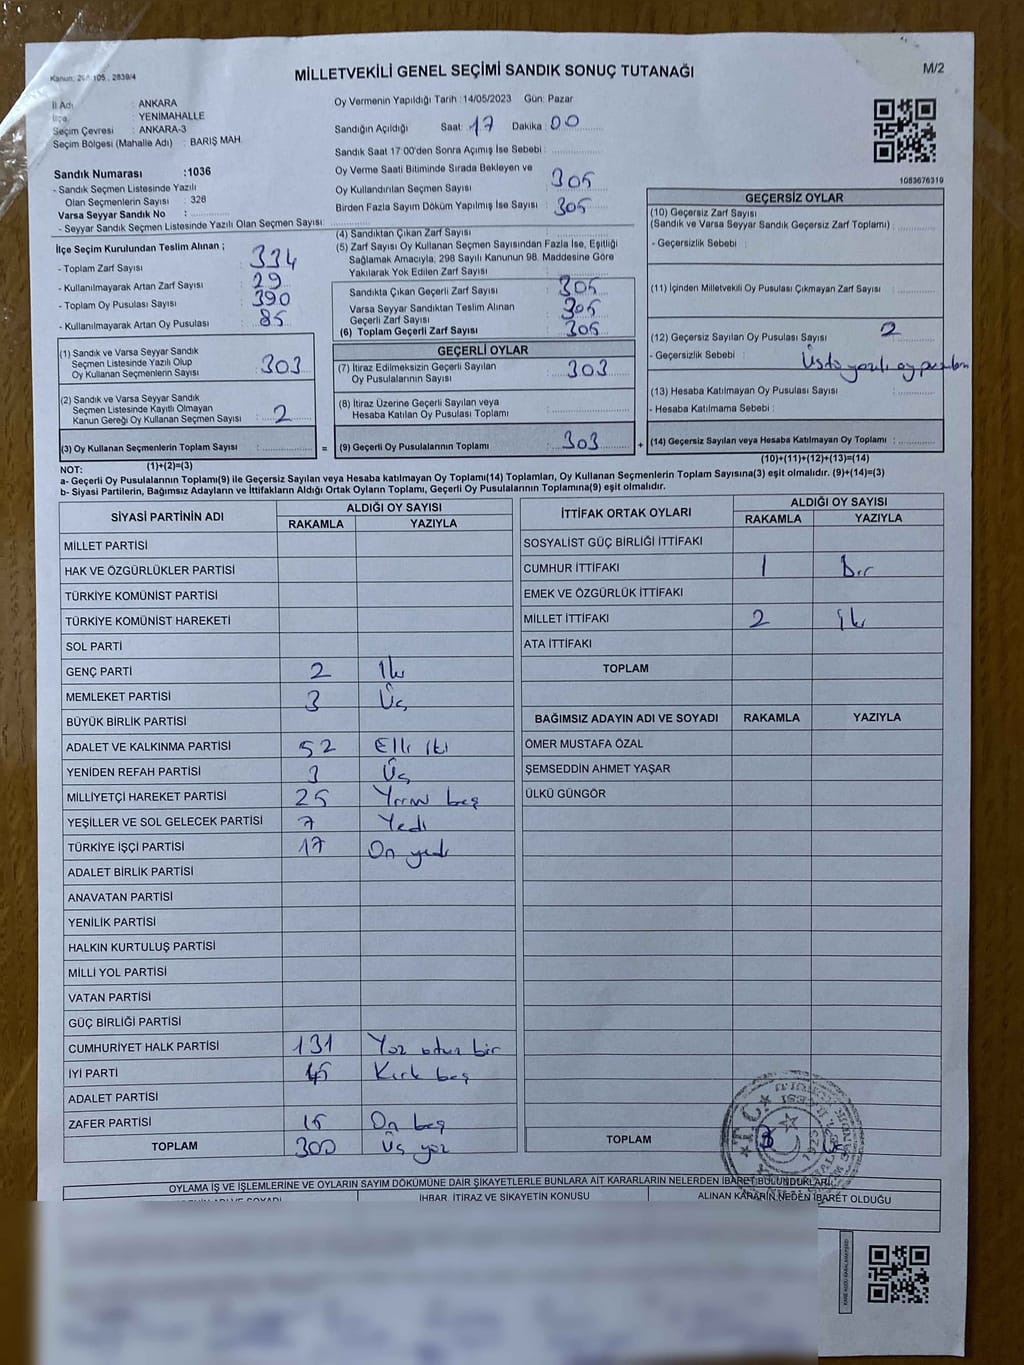 Kanun: 298 105 , 2839/4
MİLLETVEKİLİ GENEL SEÇİMİ SANDIK SONUÇ TUTANAĞI
M/2
İl Adı : ANKARA
İlçe : YENİMAHALLE
Seçim Çevresi : ANKARA-3
Seçim Bölgesi (Mahalle Adı) : BARIŞ MAH.
Oy Vermenin Yapıldığı Tarih :14/05/2023 Gün: Pazar
Sandığın Açıldığı Saat: 17 Dakika: 00
Sandık Saat 17:00'den Sonra Açımış İse Sebebi :
Sandık Numarası :1036
- Sandık Seçmen Listesinde Yazılı
Olan Seçmenlerin Sayısı : 326
Varsa Seyyar Sandık No :
- Seyyar Sandık Seçmen Listesinde Yazılı Olan Seçmen Sayısı:
Oy Verme Saati Bitiminde Sırada Bekleyen ve
Oy Kullandırılan Seçmen Sayısı : 305
Birden Fazla Sayım Döküm Yapılmış İse Sayısı : 305
1083676319
İlçe Seçim Kurulundan Teslim Alınan ;
- Toplam Zarf Sayısı : 334
- Kullanılmayarak Artan Zarf Sayısı : 29
- Toplam Oy Pusulası Sayısı : 390
- Kullanılmayarak Artan Oy Pusulası : 85
(4) Sandıktan Çıkan Zarf Sayısı :
(5) Zarf Sayısı Oy Kullanan Seçmen Sayısından Fazla İse, Eşitliği
Sağlamak Amacıyla, 298 Sayılı Kanunun 98. Maddesine Göre
Yakılarak Yok Edilen Zarf Sayısı :
Sandıkta Çıkan Geçerli Zarf Sayısı : 305
Varsa Seyyar Sandıktan Teslim Alınan
Geçerli Zarf Sayısı : 305
(6) Toplam Geçerli Zarf Sayısı : 305
GEÇERSİZ OYLAR
(10) Geçersiz Zarf Sayısı
(Sandık ve Varsa Seyyar Sandık Geçersiz Zarf Toplamı) :
- Geçersizlik Sebebi :
(11) İçinden Milletvekili Oy Pusulası Çıkmayan Zarf Sayısı :
(12) Geçersiz Sayılan Oy Pusulası Sayısı : 2
- Geçersizlik Sebebi : Üstü yazılı oy pusulası
(13) Hesaba Katılmayan Oy Pusulası Sayısı :
- Hesaba Katılmama Sebebi :
(14) Geçersiz Sayılan veya Hesaba Katılmayan Oy Toplamı :
(10)+(11)+(12)+(13)=(14)
(1) Sandık ve Varsa Seyyar Sandık
Seçmen Listesinde Yazılı Olup
Oy Kullanan Seçmenlerin Sayısı : 303
(2) Sandık ve Varsa Seyyar Sandık
Seçmen Listesinde Kayıtlı Olmayan
Kanun Gereği Oy Kullanan Seçmen Sayısı : 2
(3) Oy Kullanan Seçmenlerin Toplam Sayısı : =
(1)+(2)=(3)
GEÇERLİ OYLAR
(7) İtiraz Edilmeksizin Geçerli Sayılan
Oy Pusulalarının Sayısı : 303
(8) İtiraz Üzerine Geçerli Sayılan veya
Hesaba Katılan Oy Pusulası Toplamı :
(9) Geçerli Oy Pusulalarının Toplamı : 303 +
NOT:
a- Geçerli Oy Pusulalarının Toplamı(9) ile Geçersiz Sayılan veya Hesaba katılmayan Oy Toplamı(14) Toplamları, Oy Kullanan Seçmenlerin Toplam Sayısına(3) eşit olmalıdır. (9)+(14)=(3)
b- Siyasi Partilerin, Bağımsız Adayların ve İttifakların Aldığı Ortak Oyların Toplamı, Geçerli Oy Pusulalarının Toplamına(9) eşit olmalıdır.
SİYASİ PARTİNİN ADI ALDIĞI OY SAYISI
RAKAMLA YAZIYLA
MİLLET PARTİSİ
HAK VE ÖZGÜRLÜKLER PARTİSİ
TÜRKİYE KOMÜNİST PARTİSİ
TÜRKİYE KOMÜNİST HAREKETİ
SOL PARTİ
GENÇ PARTİ 2 İki
MEMLEKET PARTİSİ 3 Üç
BÜYÜK BİRLİK PARTİSİ
ADALET VE KALKINMA PARTİSİ 52 Elli iki
YENİDEN REFAH PARTİSİ 3 Üç
MİLLİYETÇİ HAREKET PARTİSİ 25 Yirmi beş
YEŞİLLER VE SOL GELECEK PARTİSİ 7 Yedi
TÜRKİYE İŞÇİ PARTİSİ 17 On yedi
ADALET BİRLİK PARTİSİ
ANAVATAN PARTİSİ
YENİLİK PARTİSİ
HALKIN KURTULUŞ PARTİSİ
MİLLİ YOL PARTİSİ
VATAN PARTİSİ
GÜÇ BİRLİĞİ PARTİSİ
CUMHURİYET HALK PARTİSİ 131 Yüz otuz bir
İYİ PARTİ 45 Kırk beş
ADALET PARTİSİ
ZAFER PARTİSİ 15 On beş
TOPLAM 300 Üç yüz
İTTİFAK ORTAK OYLARI ALDIĞI OY SAYISI
RAKAMLA YAZIYLA
SOSYALİST GÜÇ BİRLİĞİ İTTİFAKI
CUMHUR İTTİFAKI 1 bir
EMEK VE ÖZGÜRLÜK İTTİFAKI
MİLLET İTTİFAKI 2 iki
ATA İTTİFAKI
TOPLAM
BAĞIMSIZ ADAYIN ADI VE SOYADI RAKAMLA YAZIYLA
ÖMER MUSTAFA ÖZAL
ŞEMSEDDİN AHMET YAŞAR
ÜLKÜ GÜNGÖR
TOPLAM 3 Üç
T.C.
1923
OYLAMA İŞ VE İŞLEMLERİNE VE OYLARIN SAYIM DÖKÜMÜNE DAİR ŞİKAYETLERLE BUNLARA AİT KARARLARIN NELERDEN İBARET BULUNDUKLARI
İHBAR, İTİRAZ VE ŞİKAYETİN KONUSU
ALINAN KARARIN NEDEN İBARET OLDUĞU